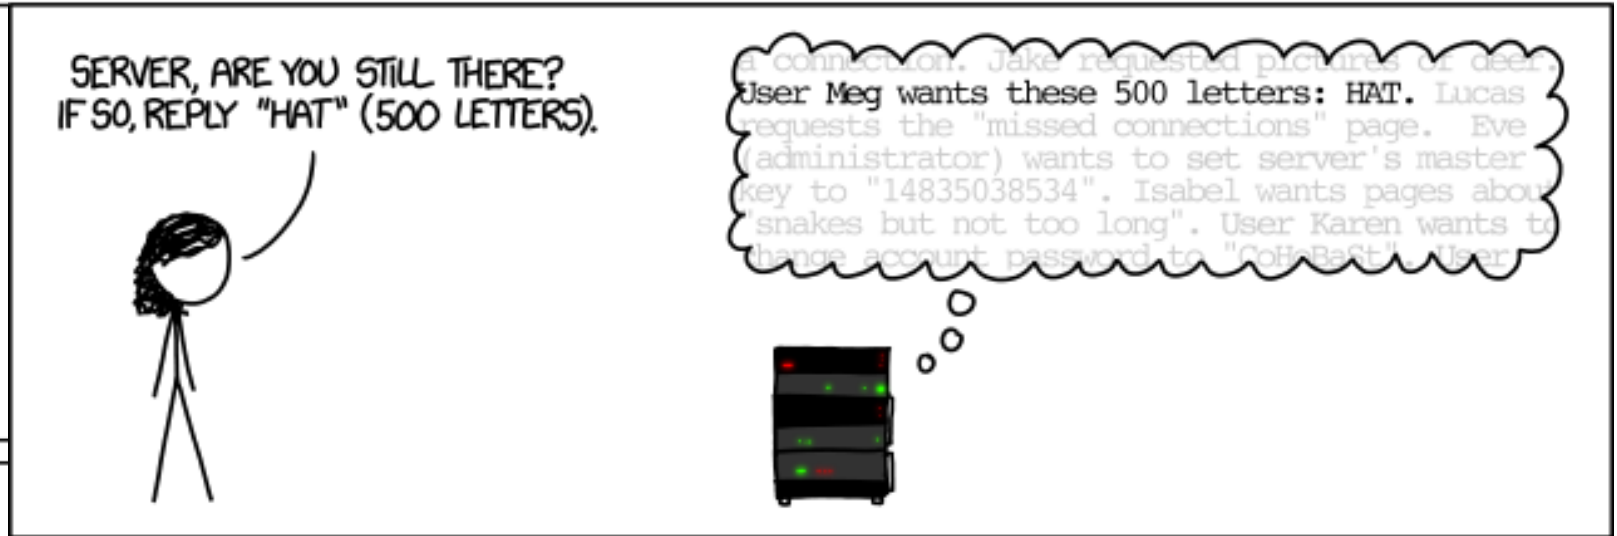 SERVER, ARE YOU STILL THERE?
IF SO, REPLY "HAT" (500 LETTERS).
a connection. Jake requested pictures of deer.
User Meg wants these 500 letters: HAT. Lucas
requests the "missed connections" page. Eve
(administrator) wants to set server's master
key to "14835038534". Isabel wants pages about
"snakes but not too long". User Karen wants to
change account password to "CoHoBaSt". User